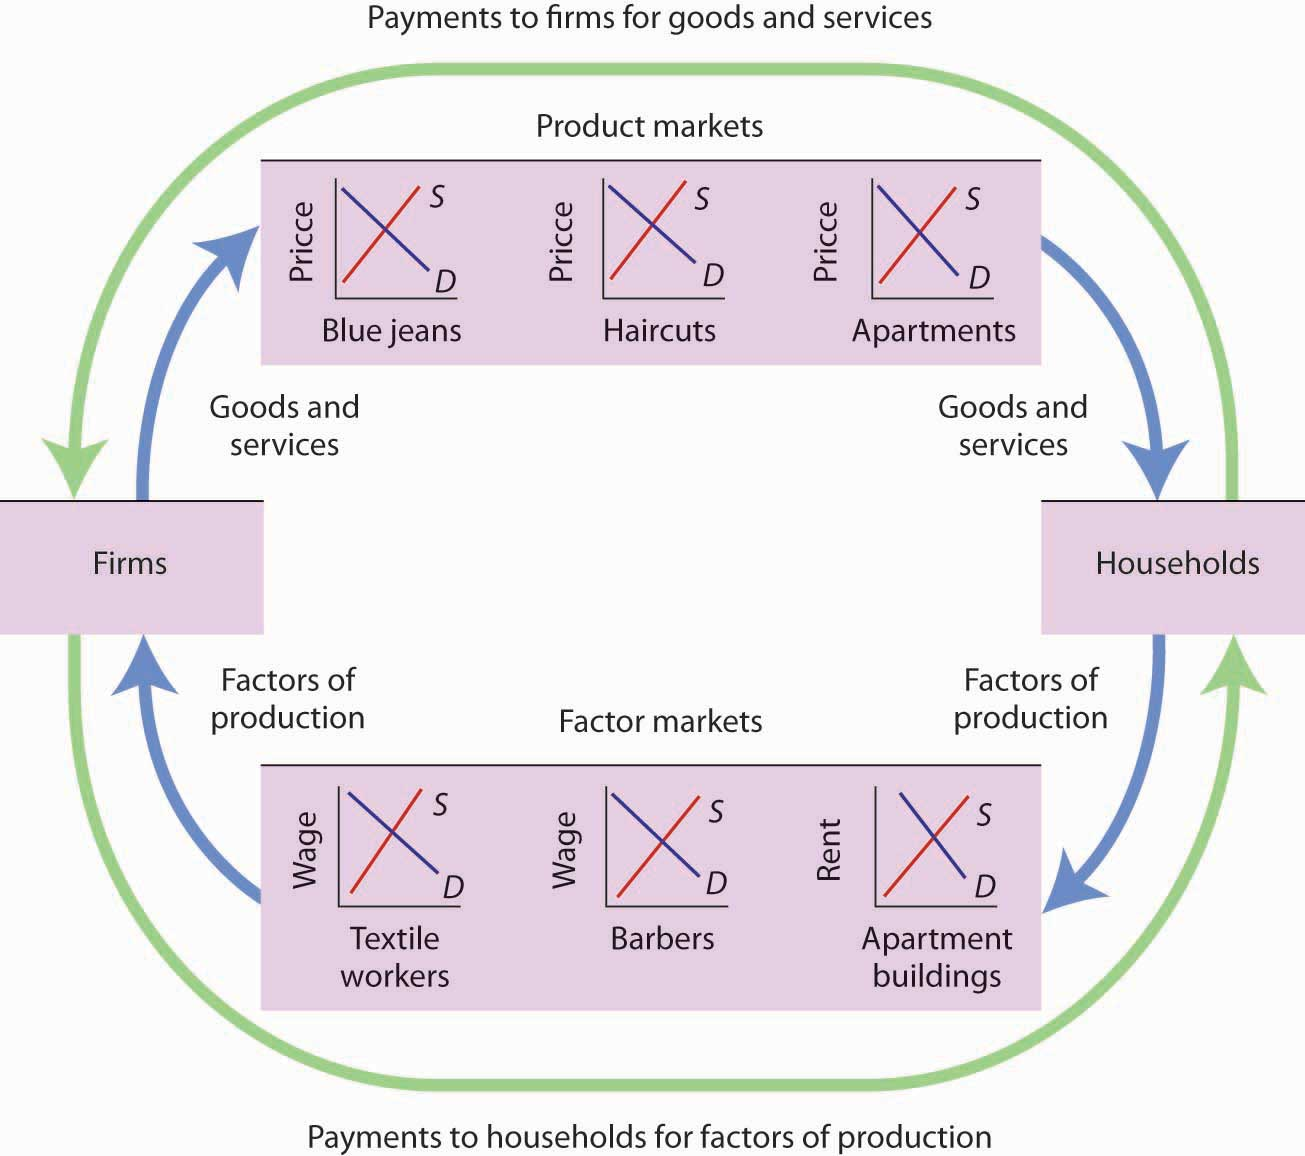 Payments to firms for goods and services
Product markets
Pricce
S
D
Blue jeans
Pricce
S
D
Haircuts
Pricce
S
D
Apartments
Goods and
services
Goods and
services
Firms
Households
Factors of
production
Factors of
production
Factor markets
Wage
S
D
Textile
workers
Wage
S
D
Barbers
Rent
S
D
Apartment
buildings
Payments to households for factors of production